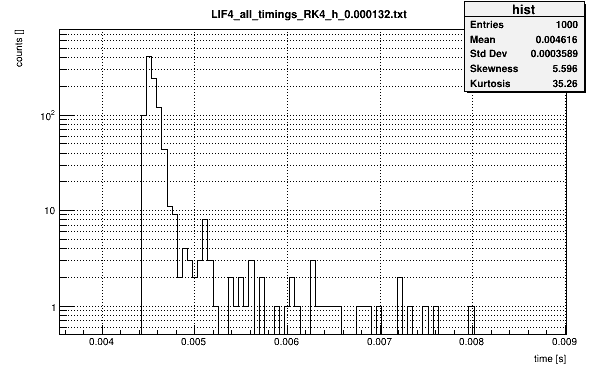 LIF4_all_timings_RK4_h_0.000132.txt
hist
Entries 1000
Mean 0.004616
Std Dev 0.0003589
Skewness 5.596
Kurtosis 35.26
counts []
10²
10
1
0.004 0.005 0.006 0.007 0.008 0.009
time [s]